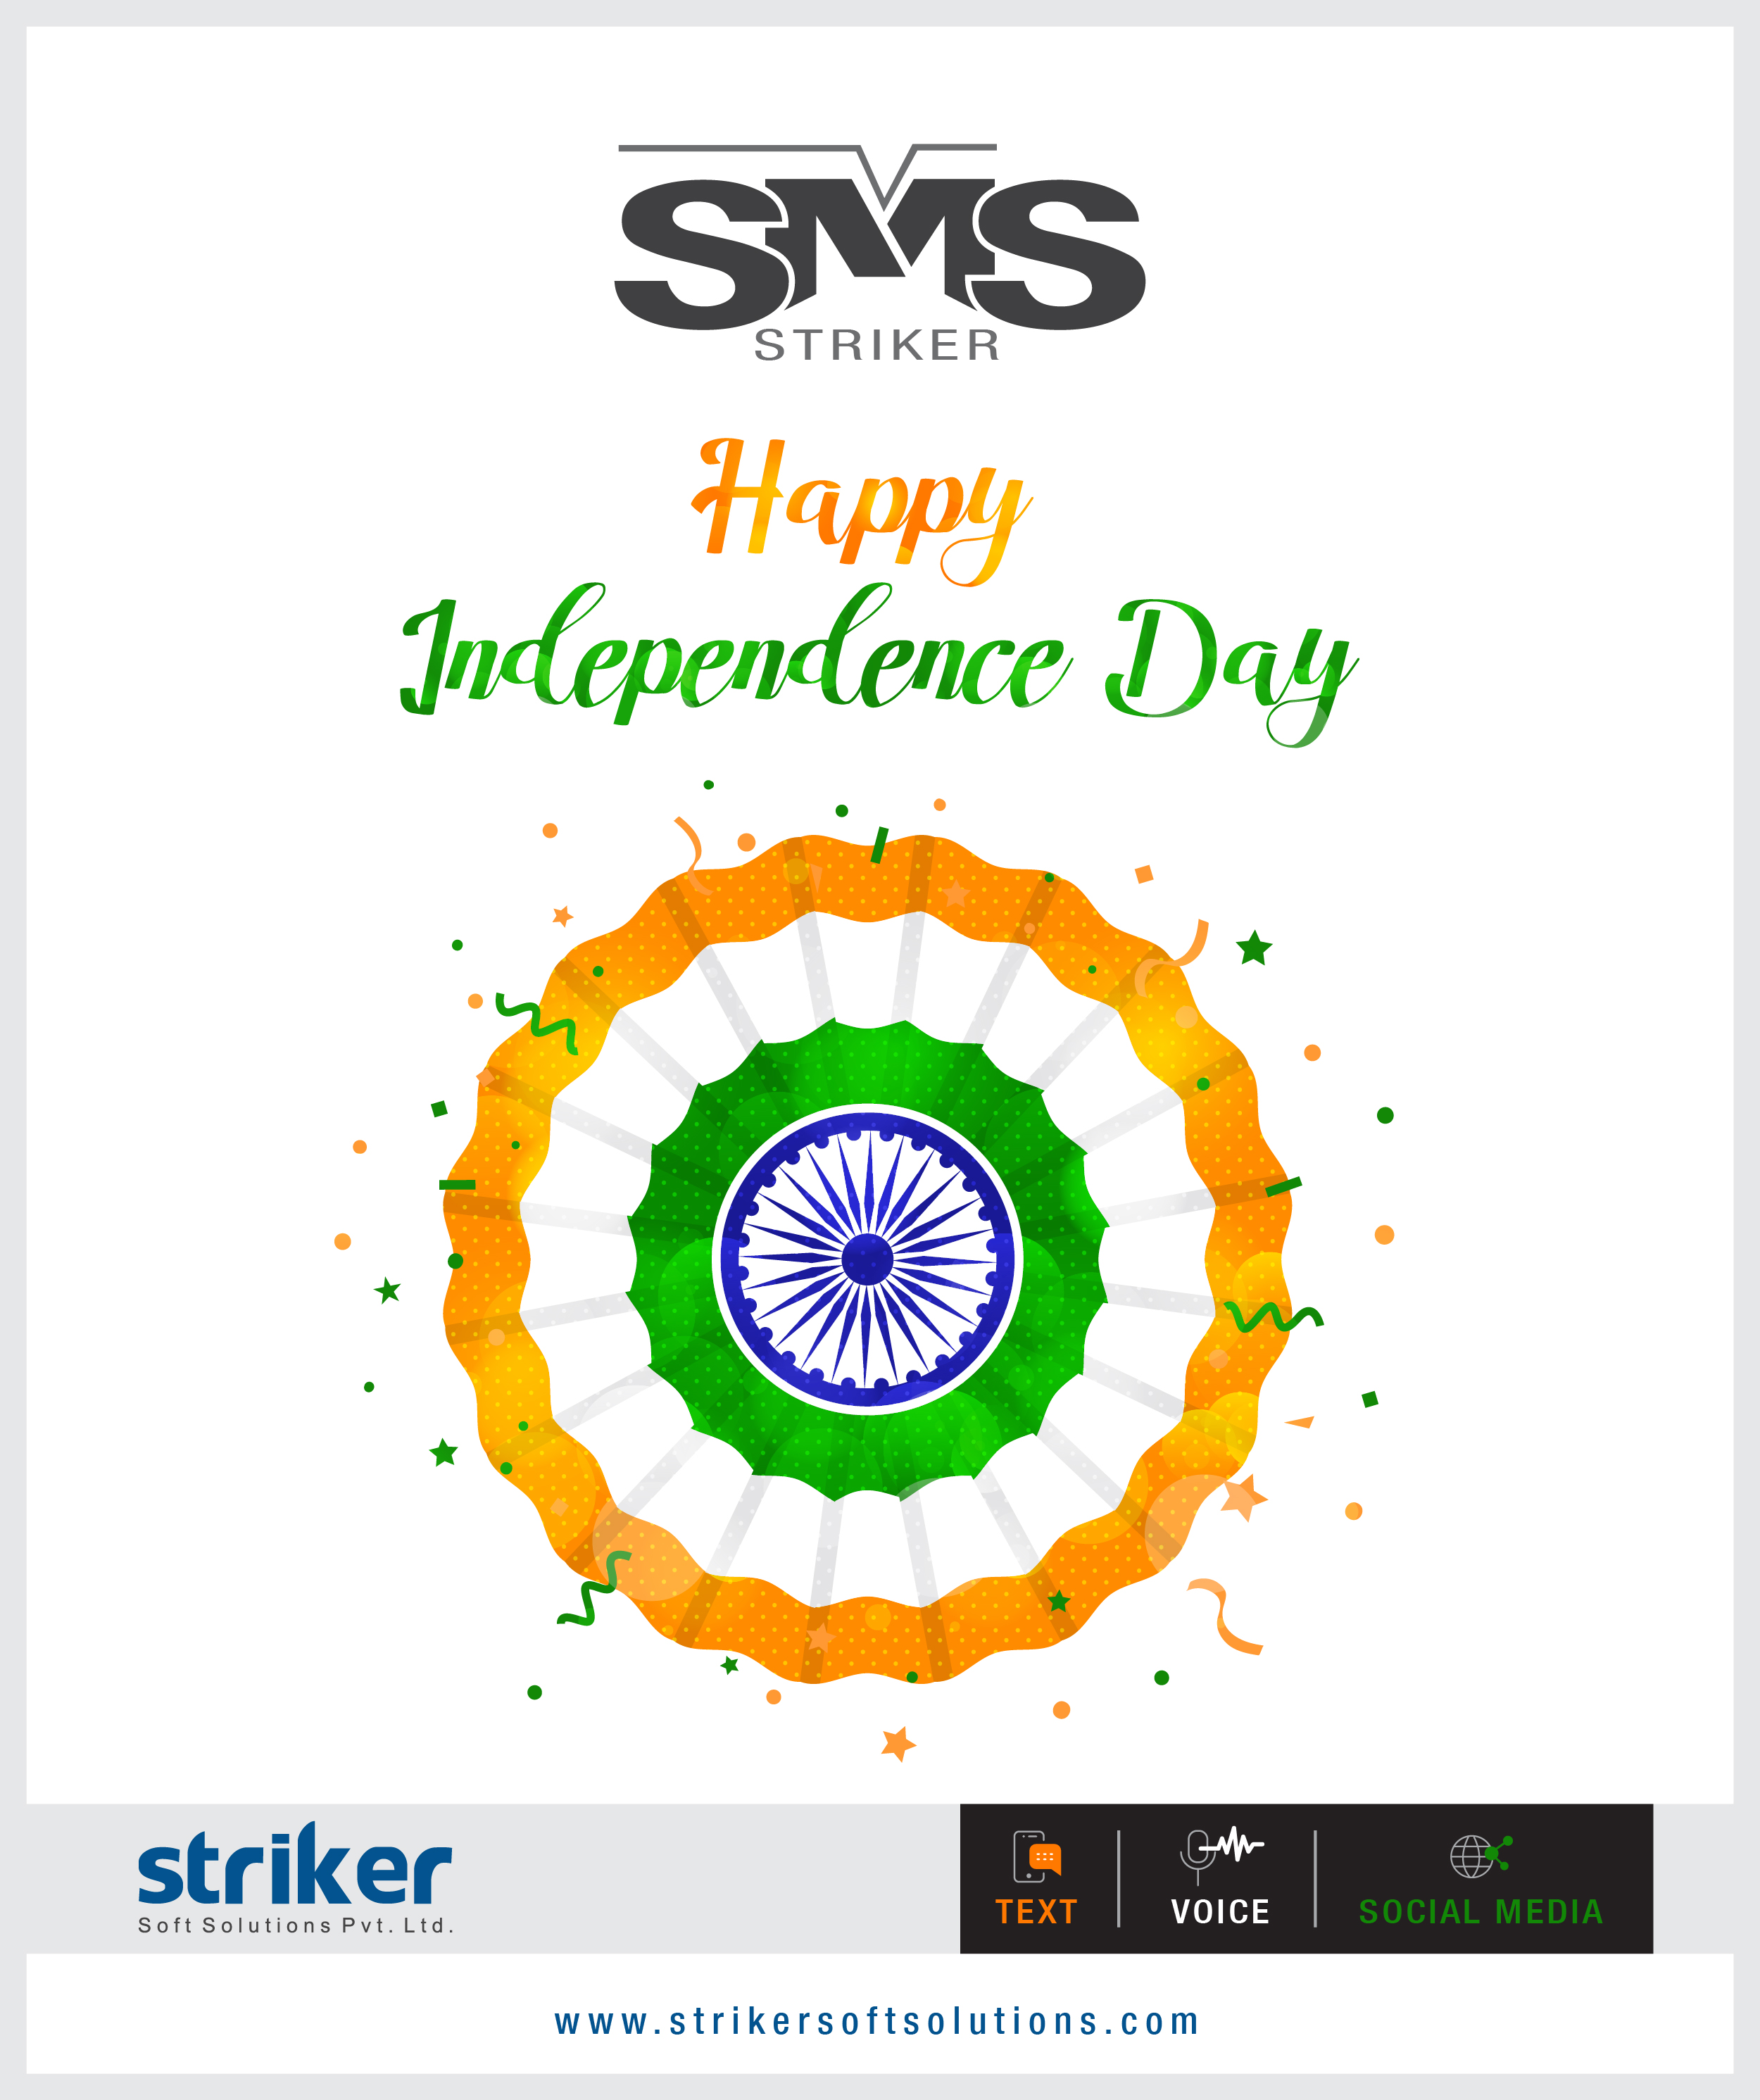 SMS
STRIKER
Happy
Independence Day
striker
Soft Solutions Pvt. Ltd.
TEXT
VOICE
SOCIAL MEDIA
www.strikersoftsolutions.com